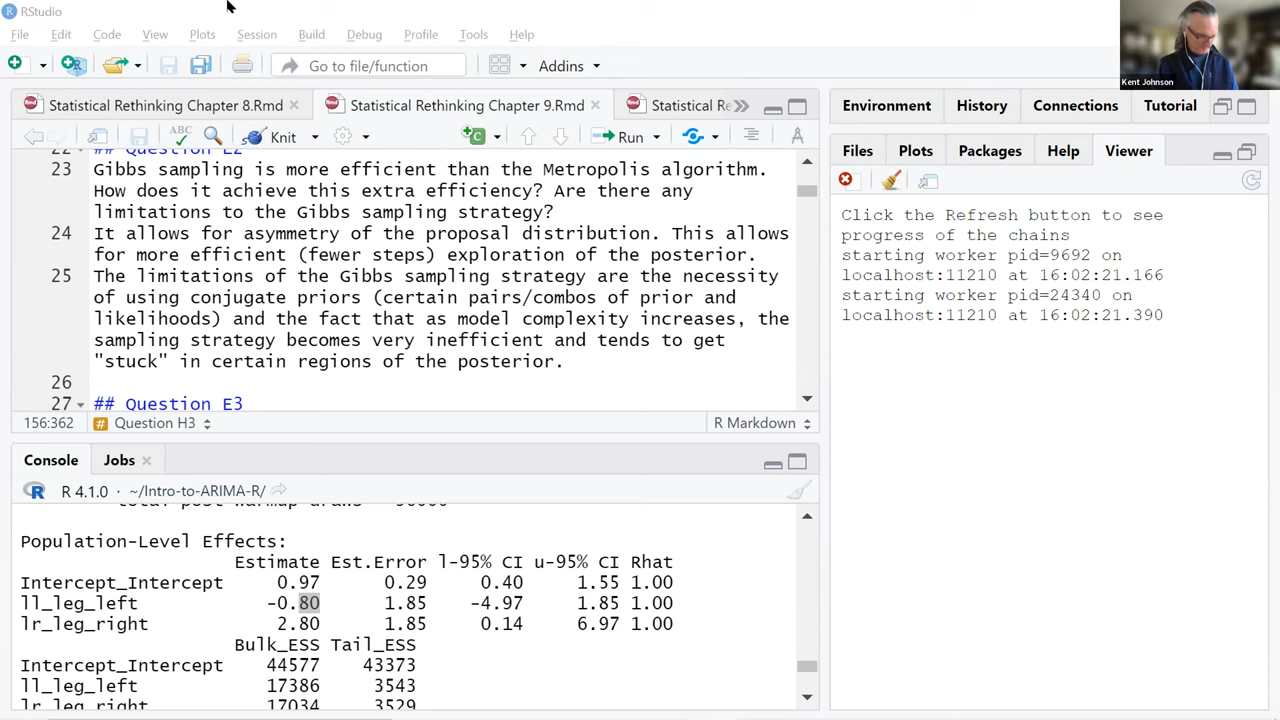 RStudio
File Edit Code View Plots Session Build Debug Profile Tools Help
Go to file/function
Addins
Kent Johnson
Statistical Rethinking Chapter 8.Rmd
Statistical Rethinking Chapter 9.Rmd
Statistical Re
Knit
Run
22 ## Question E2
23 Gibbs sampling is more efficient than the Metropolis algorithm.
How does it achieve this extra efficiency? Are there any
limitations to the Gibbs sampling strategy?
24 It allows for asymmetry of the proposal distribution. This allows
for more efficient (fewer steps) exploration of the posterior.
25 The limitations of the Gibbs sampling strategy are the necessity
of using conjugate priors (certain pairs/combos of prior and
likelihoods) and the fact that as model complexity increases, the
sampling strategy becomes very inefficient and tends to get
"stuck" in certain regions of the posterior.
26
27 ## Question E3
156:362 Question H3 R Markdown
Console Jobs
R 4.1.0 · ~/Intro-to-ARIMA-R/
Population-Level Effects:
Estimate Est.Error l-95% CI u-95% CI Rhat
Intercept_Intercept 0.97 0.29 0.40 1.55 1.00
ll_leg_left -0.80 1.85 -4.97 1.85 1.00
lr_leg_right 2.80 1.85 0.14 6.97 1.00
Bulk_ESS Tail_ESS
Intercept_Intercept 44577 43373
ll_leg_left 17386 3543
lr_leg_right 17034 3529
Environment History Connections Tutorial
Files Plots Packages Help Viewer
Click the Refresh button to see
progress of the chains
starting worker pid=9692 on
localhost:11210 at 16:02:21.166
starting worker pid=24340 on
localhost:11210 at 16:02:21.390